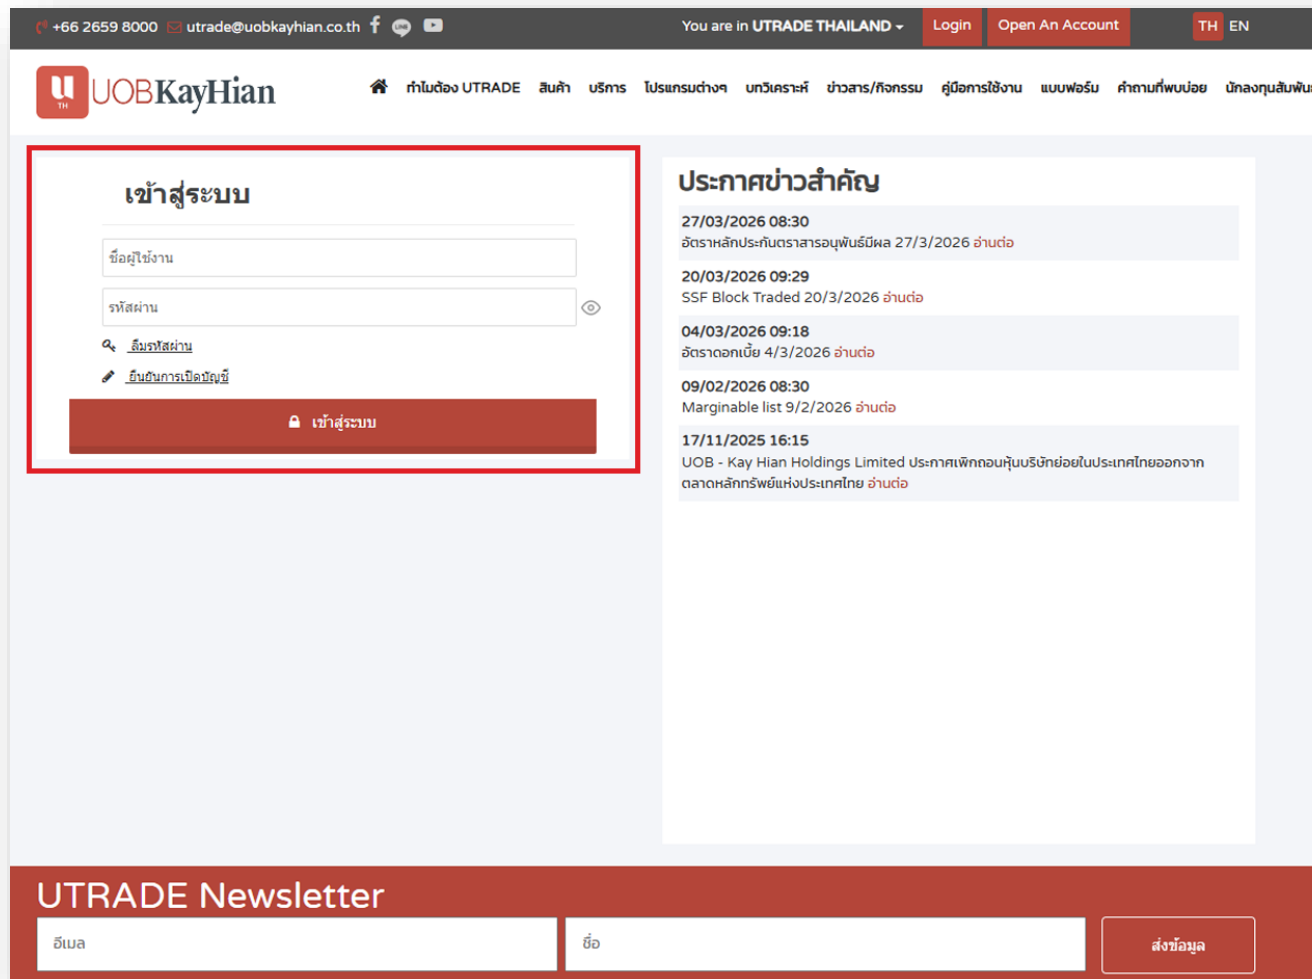 +66 2659 8000 utrade@uobkayhian.co.th
You are in UTRADE THAILAND
Login
Open An Account
TH EN
UOBKayHian
TH
ทำไมต้อง UTRADE สินค้า บริการ โปรแกรมต่างๆ บทวิเคราะห์ ข่าวสาร/กิจกรรม คู่มือการใช้งาน แบบฟอร์ม คำถามที่พบบ่อย นักลงทุนสัมพันธ
เข้าสู่ระบบ
ชื่อผู้ใช้งาน
รหัสผ่าน
ลืมรหัสผ่าน
ยืนยันการเปิดบัญชี
เข้าสู่ระบบ
ประกาศข่าวสำคัญ
27/03/2026 08:30
อัตราหลักประกันตราสารอนุพันธ์มีผล 27/3/2026 อ่านต่อ
20/03/2026 09:29
SSF Block Traded 20/3/2026 อ่านต่อ
04/03/2026 09:18
อัตราดอกเบี้ย 4/3/2026 อ่านต่อ
09/02/2026 08:30
Marginable list 9/2/2026 อ่านต่อ
17/11/2025 16:15
UOB - Kay Hian Holdings Limited ประกาศเพิกถอนหุ้นบริษัทย่อยในประเทศไทยออกจาก
ตลาดหลักทรัพย์แห่งประเทศไทย อ่านต่อ
UTRADE Newsletter
อีเมล
ชื่อ
ส่งข้อมูล